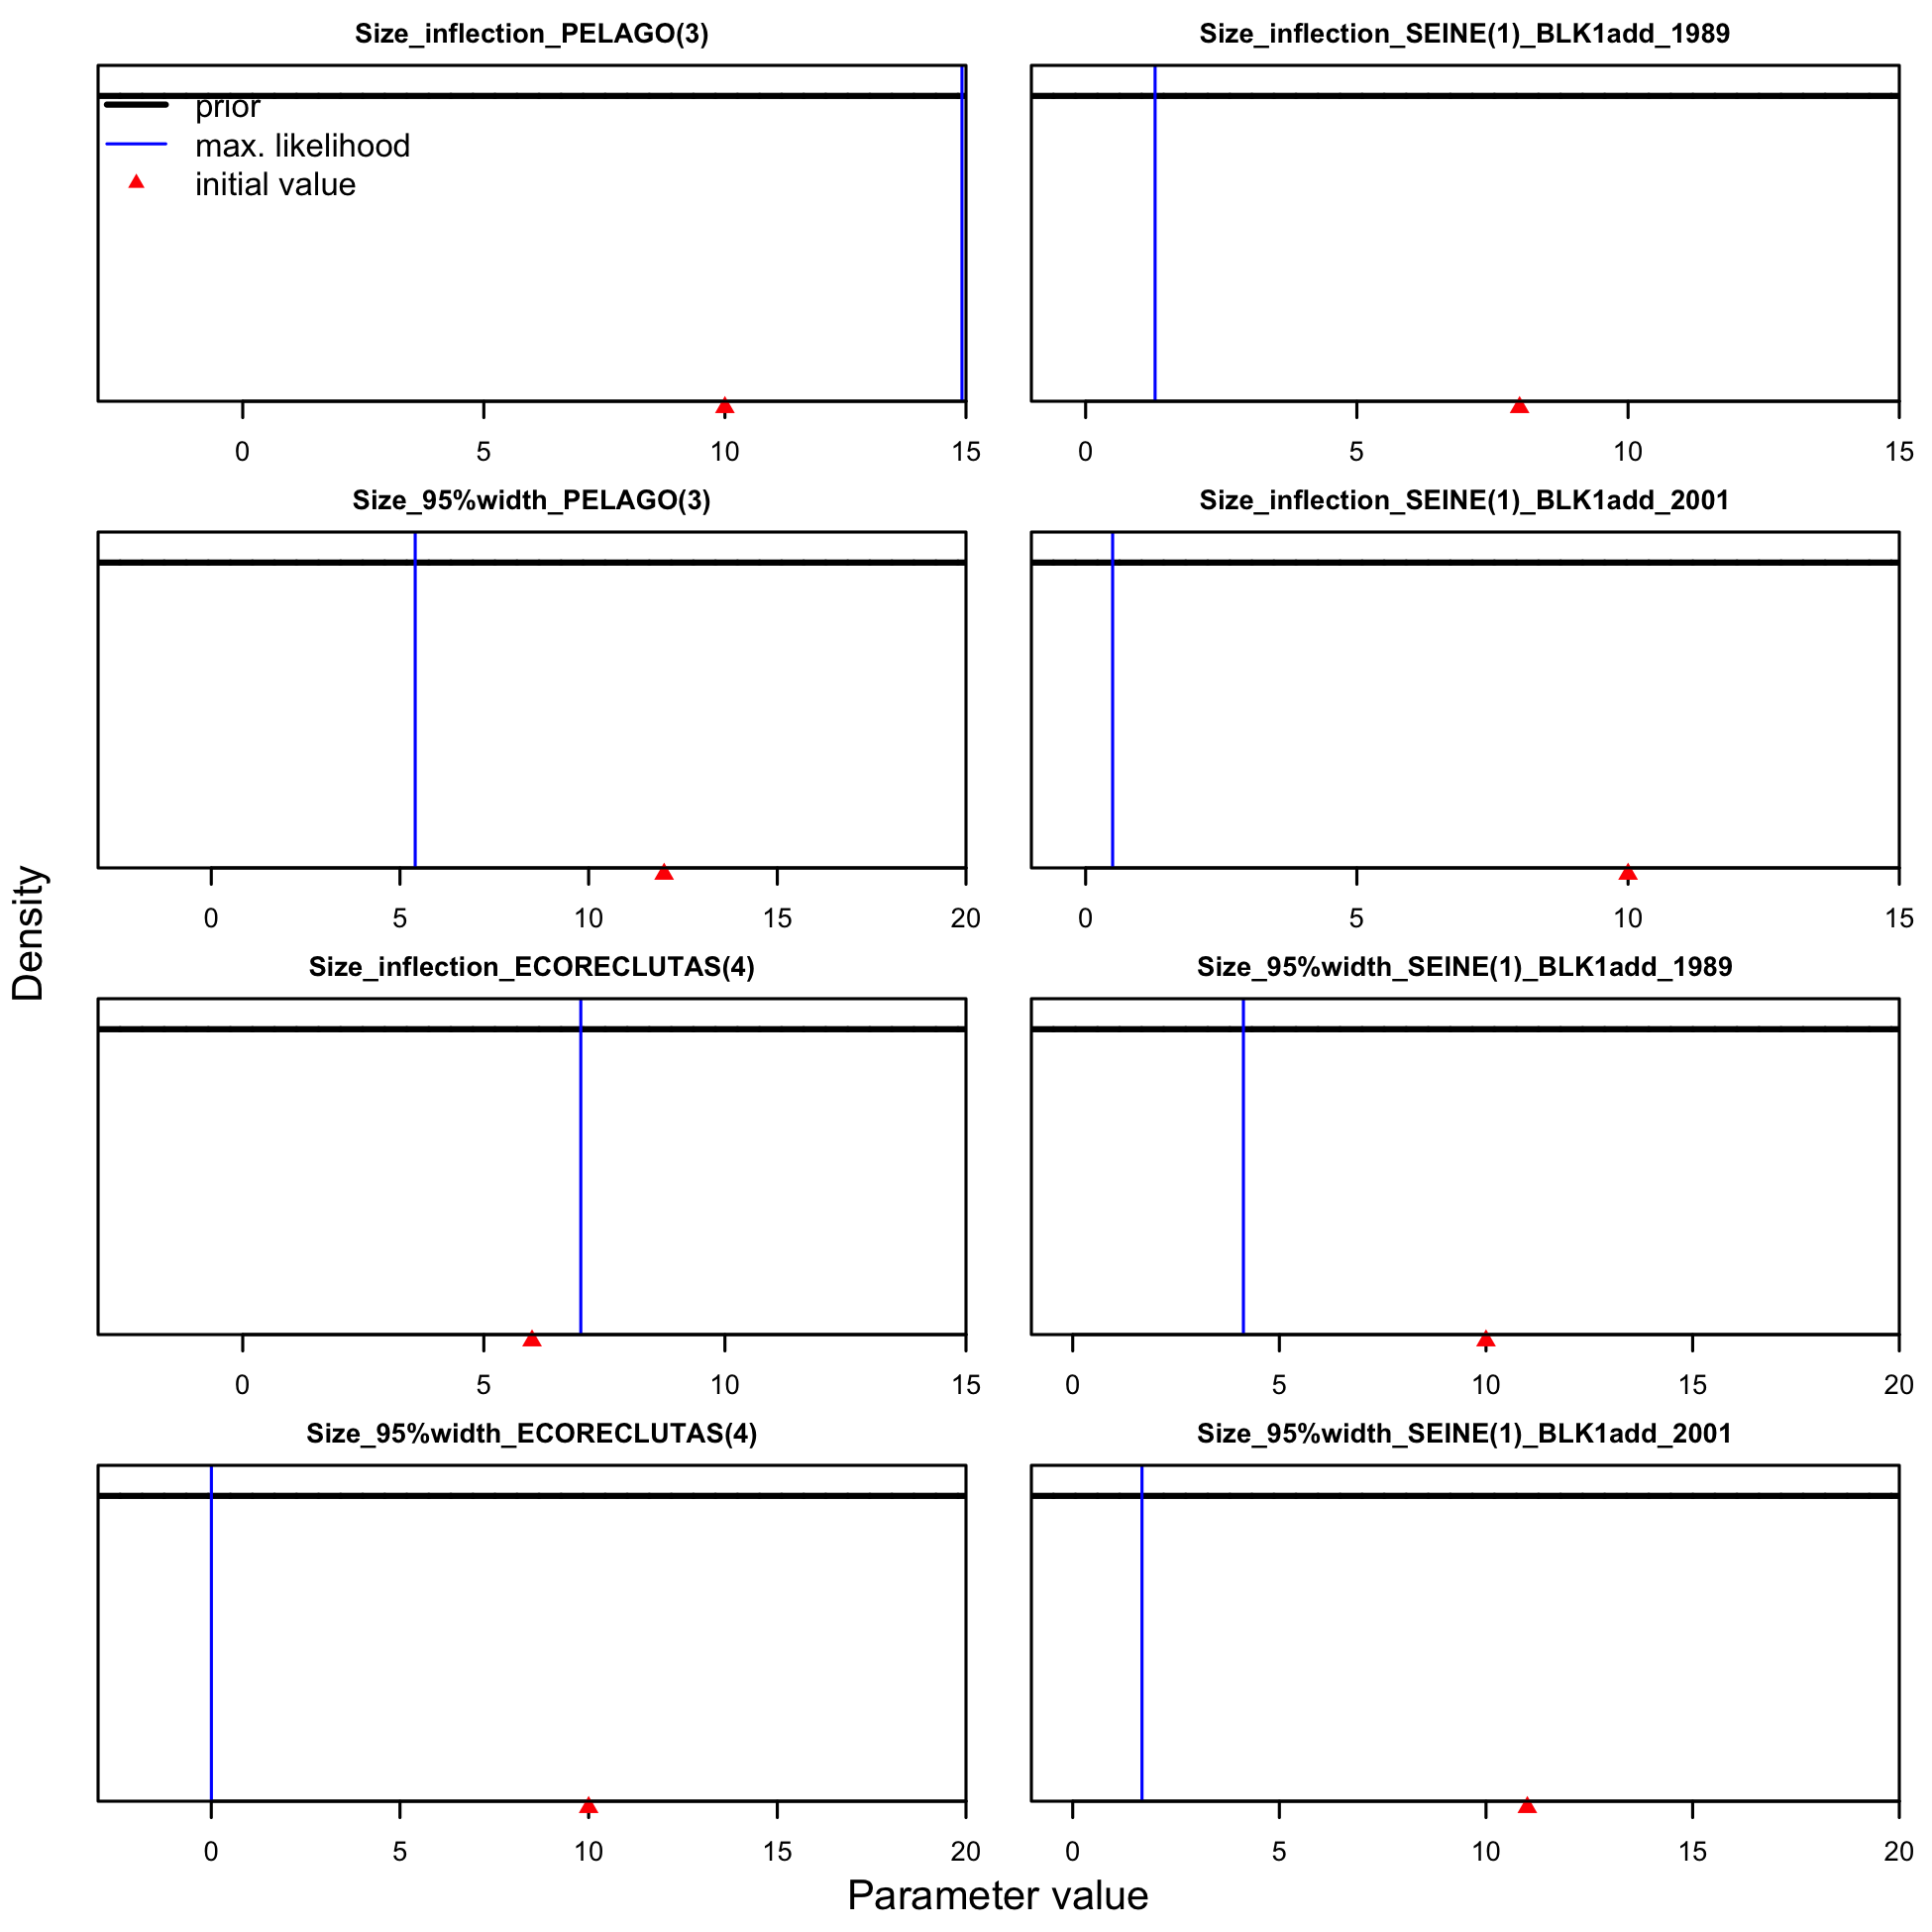 Size_inflection_PELAGO(3)
prior
max. likelihood
initial value
0 5 10 15
Size_inflection_SEINE(1)_BLK1add_1989
0 5 10 15
Size_95%width_PELAGO(3)
0 5 10 15 20
Size_inflection_SEINE(1)_BLK1add_2001
0 5 10 15
Size_inflection_ECORECLUTAS(4)
0 5 10 15
Size_95%width_SEINE(1)_BLK1add_1989
0 5 10 15 20
Size_95%width_ECORECLUTAS(4)
0 5 10 15 20
Size_95%width_SEINE(1)_BLK1add_2001
0 5 10 15 20
Density
Parameter value